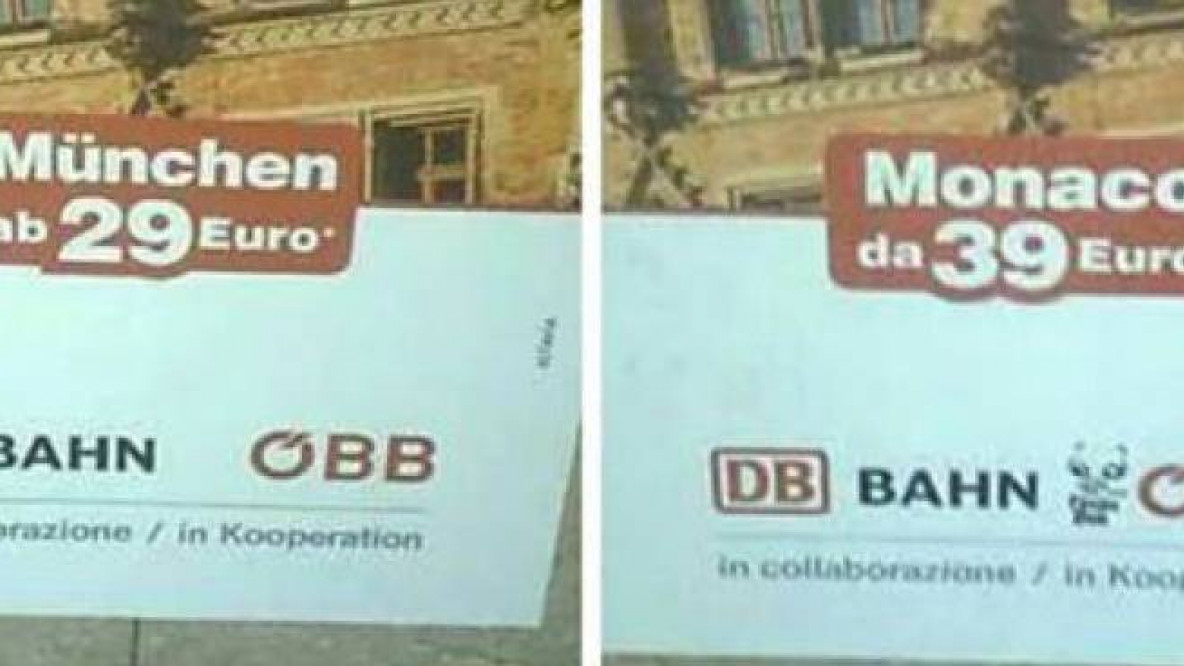 München
ab 29 Euro*
BAHN ÖBB
orazione / in Kooperation
Monaco
da 39 Euro
DB BAHN
in collaborazione / in Koop